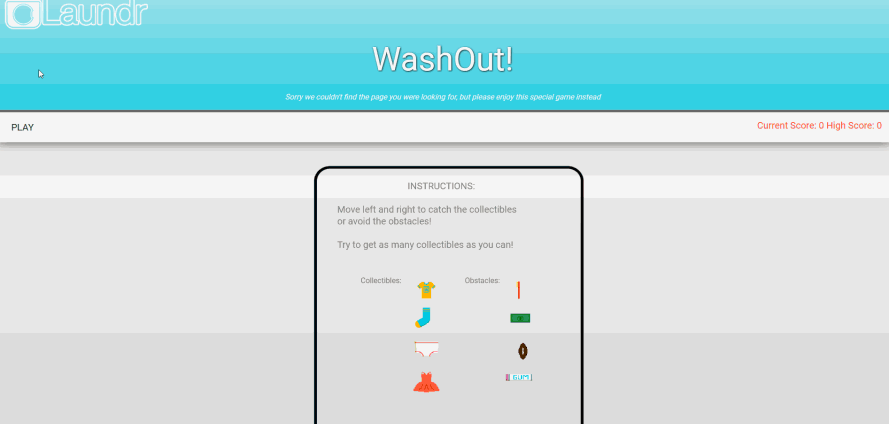 Laundr
WashOut!
Sorry we couldn't find the page you were looking for, but please enjoy this special game instead
PLAY
Current Score: 0 High Score: 0
INSTRUCTIONS:
Move left and right to catch the collectibles
or avoid the obstacles!
Try to get as many collectibles as you can!
Collectibles:
Obstacles:
GUM